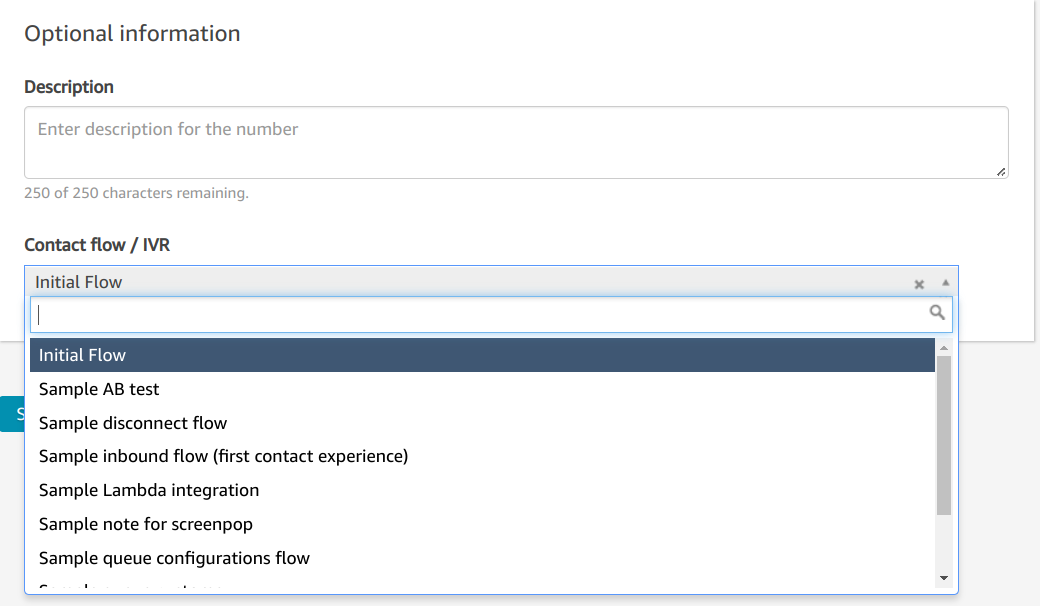 Optional information
Description
Enter description for the number
250 of 250 characters remaining.
Contact flow / IVR
Initial Flow
Initial Flow
Sample AB test
Sample disconnect flow
Sample inbound flow (first contact experience)
Sample Lambda integration
Sample note for screenpop
Sample queue configurations flow